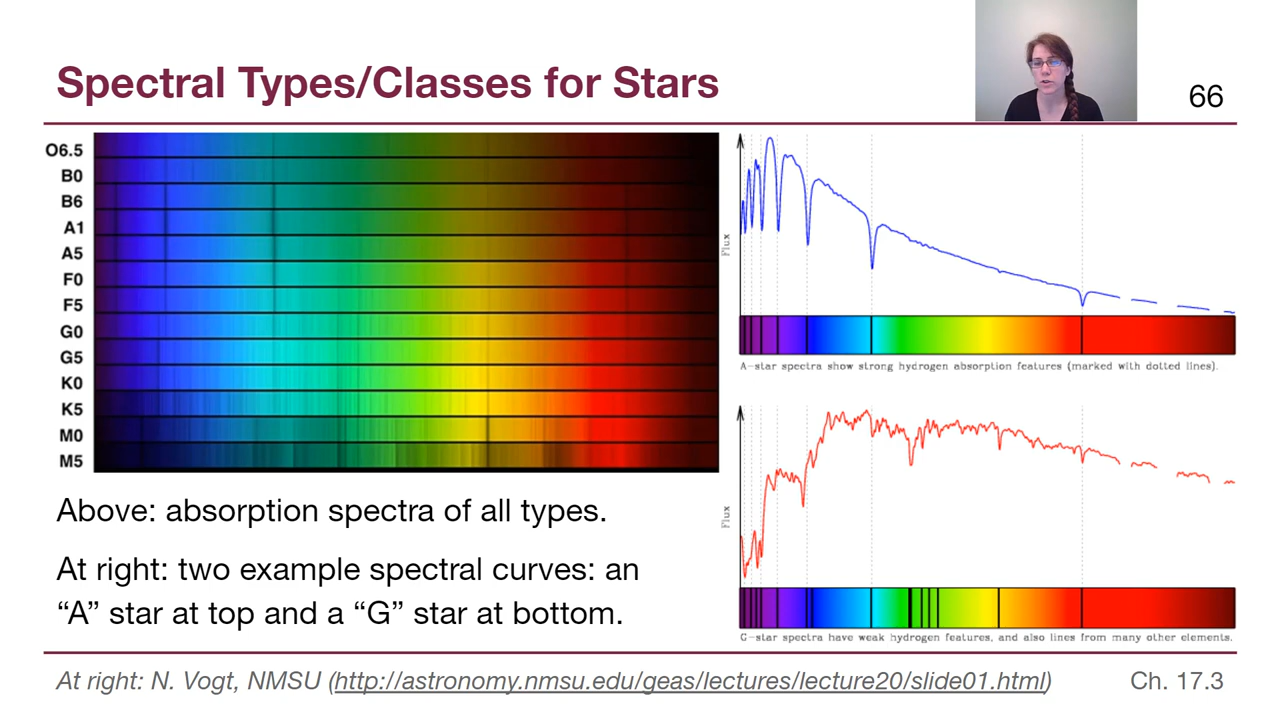 Spectral Types/Classes for Stars
66
O6.5
B0
B6
A1
A5
F0
F5
G0
G5
K0
K5
M0
M5
Flux
A-star spectra show strong hydrogen absorption features (marked with dotted lines).
Flux
G-star spectra have weak hydrogen features, and also lines from many other elements.
Above: absorption spectra of all types.
At right: two example spectral curves: an
“A” star at top and a “G” star at bottom.
At right: N. Vogt, NMSU (http://astronomy.nmsu.edu/geas/lectures/lecture20/slide01.html)
Ch. 17.3